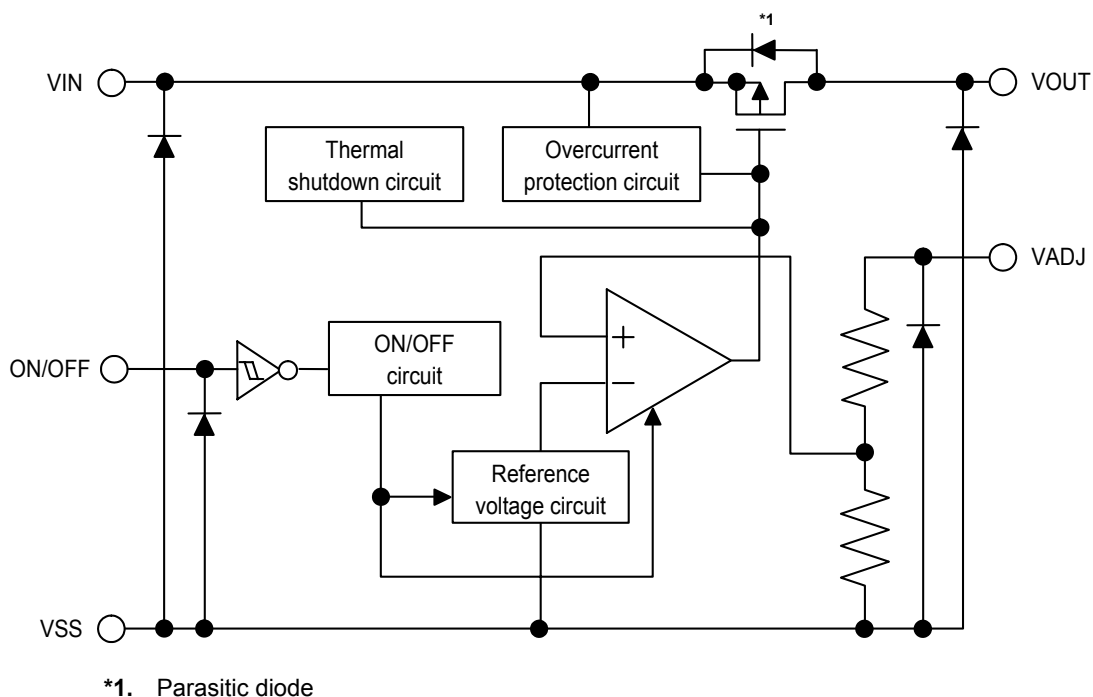 *1
VIN
VOUT
Thermal
shutdown circuit
Overcurrent
protection circuit
VADJ
ON/OFF
ON/OFF
circuit
+
−
Reference
voltage circuit
VSS
*1. Parasitic diode